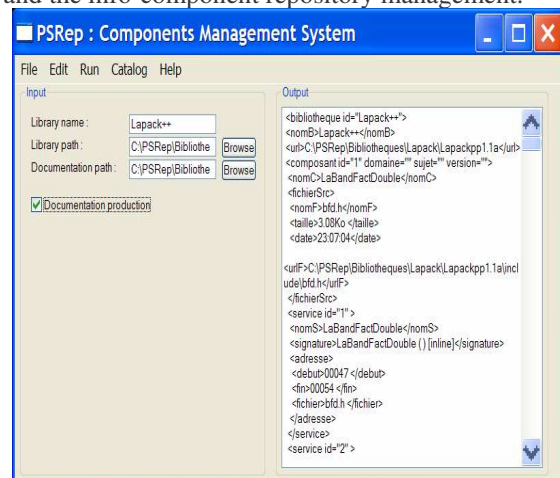 and the info-component repository management.
PSRep : Components Management System
File Edit Run Catalog Help
Input
Library name : Lapack++
Library path : C:\PSRep\Bibliothe Browse
Documentation path : C:\PSRep\Bibliothe Browse
Documentation production
Output
<bibliotheque id="Lapack++">
<nomB>Lapack++</nomB>
<url>C:\PSRep\Bibliotheques\Lapack\Lapackpp1.1a</url>
<composant id="1" domaine="" sujet="" version="">
<nomC>LaBandFactDouble</nomC>
<fichierSrc>
<nomF>bfd.h</nomF>
<taille>3.08Ko </taille>
<date>23:07:04</date>
<urlF>C:\PSRep\Bibliotheques\Lapack\Lapackpp1.1a\incl
ude\bfd.h</urlF>
</fichierSrc>
<service id="1" >
<nomS>LaBandFactDouble</nomS>
<signature>LaBandFactDouble ( ) [inline]</signature>
<adresse>
<debut>00047 </debut>
<fin>00054 </fin>
<fichier>bfd.h </fichier>
</adresse>
</service>
<service id="2" >